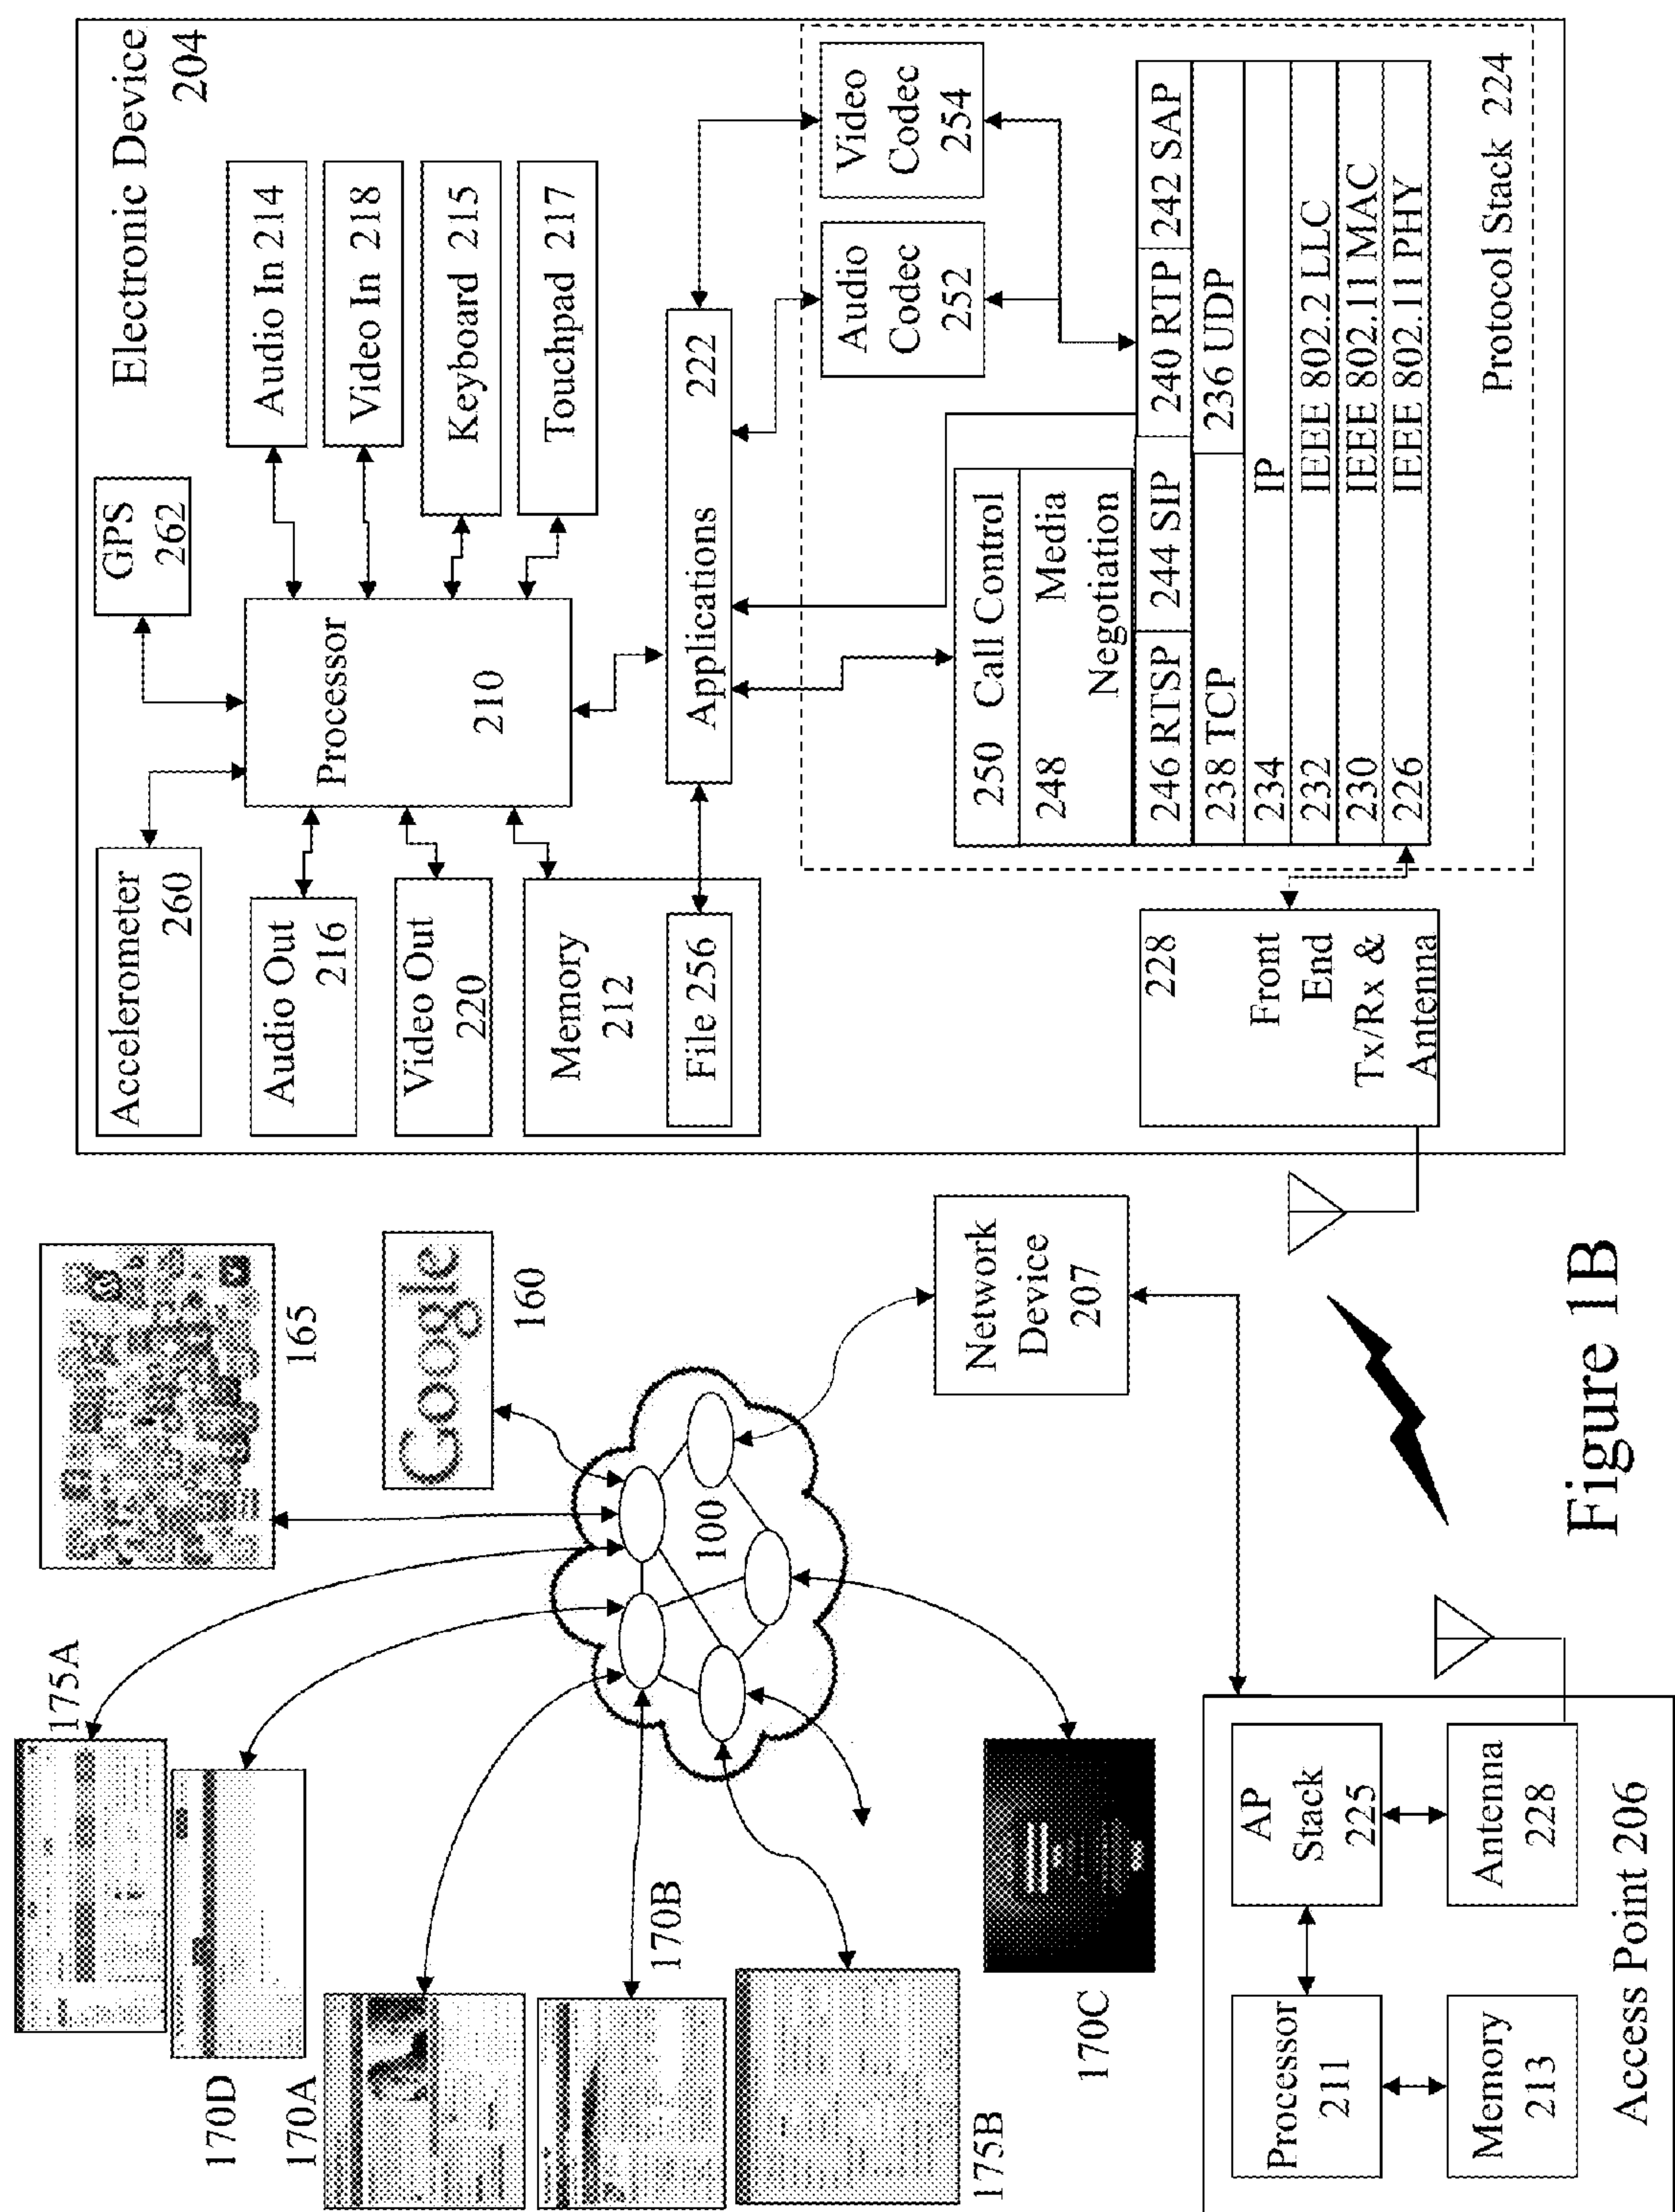 175A
170D
170A
170B
175B
170C
165
Google
160
100
Network
Device
207
Processor
211
AP
Stack
225
Memory
213
Antenna
228
Access Point 206
Electronic Device
204
Accelerometer
260
GPS
262
Audio Out
216
Video Out
220
Memory
212
File 256
Processor
210
Audio In 214
Video In 218
Keyboard 215
Touchpad 217
Applications 222
Audio
Codec
252
Video
Codec
254
250 Call Control
248 Media
Negotiation
246 RTSP 244 SIP 240 RTP 242 SAP
238 TCP 236 UDP
234 IP
232 IEEE 802.2 LLC
230 IEEE 802.11 MAC
226 IEEE 802.11 PHY
Protocol Stack 224
228
Front
End
Tx/Rx &
Antenna
Figure 1B